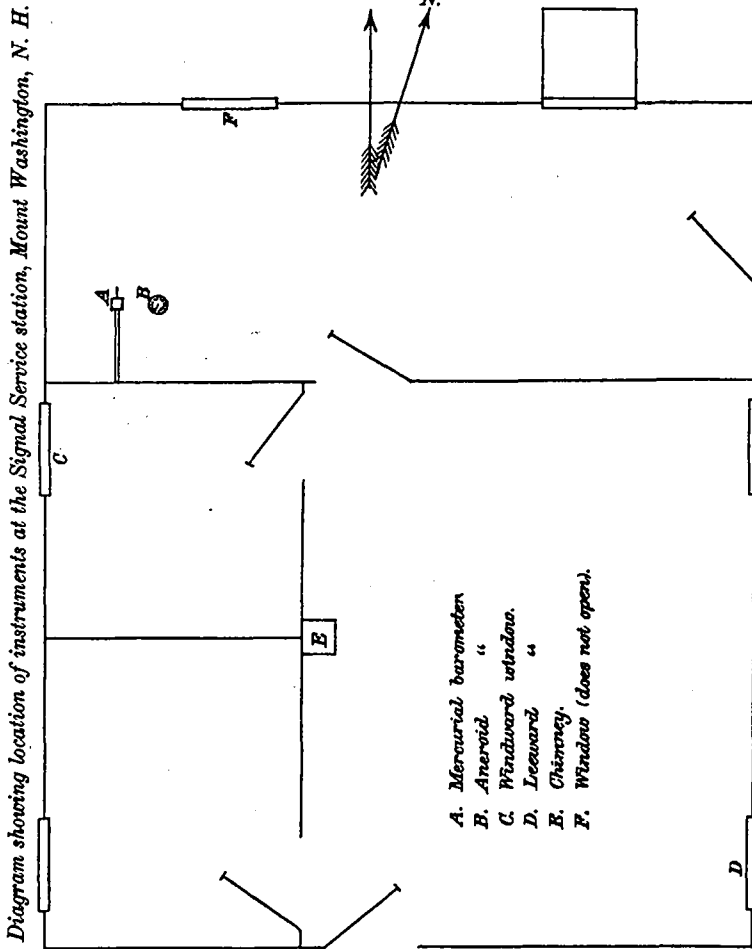 Diagram showing location of instruments at the Signal Service station, Mount Washington, N. H.
N.
F
A
B
C
E
D
A. Mercurial barometer
B. Aneroid "
C. Windward window.
D. Leeward "
E. Chimney.
F. Window (does not open).